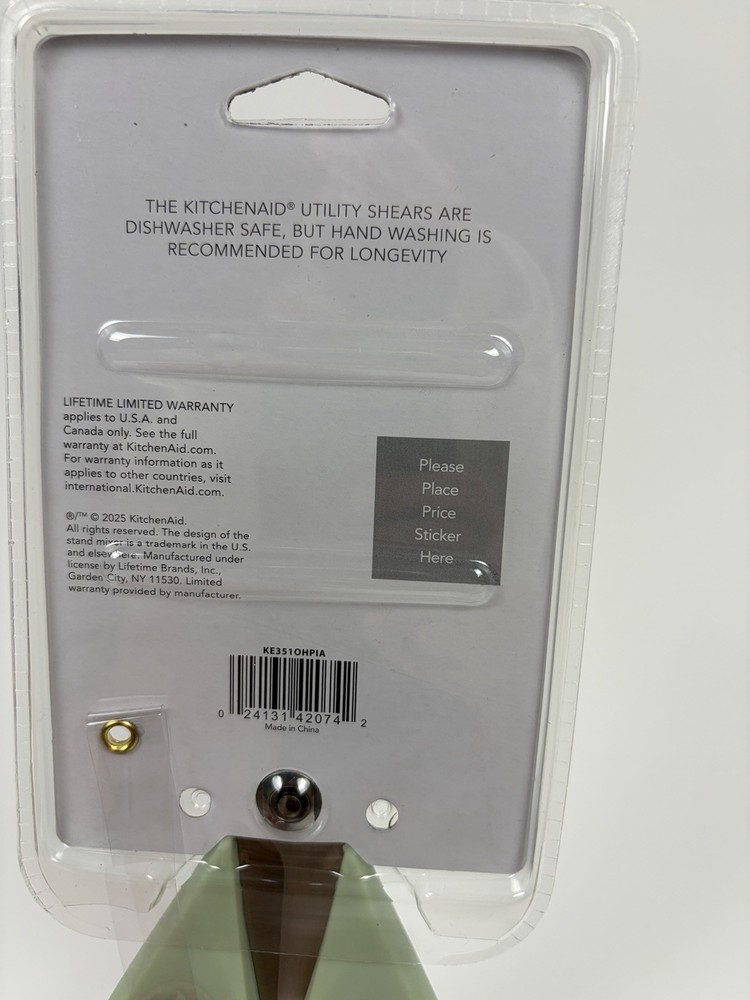 THE KITCHENAID® UTILITY SHEARS ARE
DISHWASHER SAFE, BUT HAND WASHING IS
RECOMMENDED FOR LONGEVITY
LIFETIME LIMITED WARRANTY
applies to U.S.A. and
Canada only. See the full
warranty at KitchenAid.com.
For warranty information as it
applies to other countries, visit
international.KitchenAid.com.
®/™ © 2025 KitchenAid.
All rights reserved. The design of the
stand mixer is a trademark in the U.S.
and elsewhere. Manufactured under
license by Lifetime Brands, Inc.,
Garden City, NY 11530. Limited
warranty provided by manufacturer.
Please
Place
Price
Sticker
Here
KE351OHPIA
0 24131 42074 2
Made in China